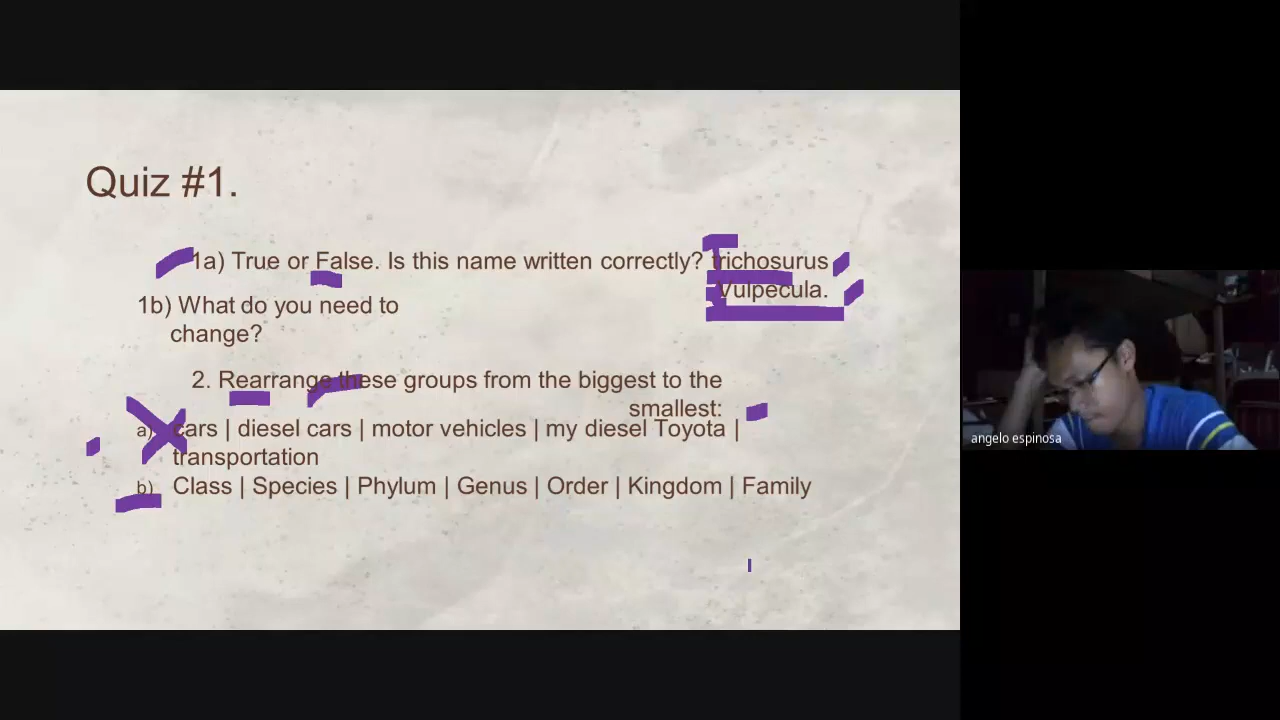 Quiz #1.
1a) True or False. Is this name written correctly? trichosurus
Vulpecula.
1b) What do you need to
change?
2. Rearrange these groups from the biggest to the
smallest:
a) cars | diesel cars | motor vehicles | my diesel Toyota |
transportation
b) Class | Species | Phylum | Genus | Order | Kingdom | Family
angelo espinosa